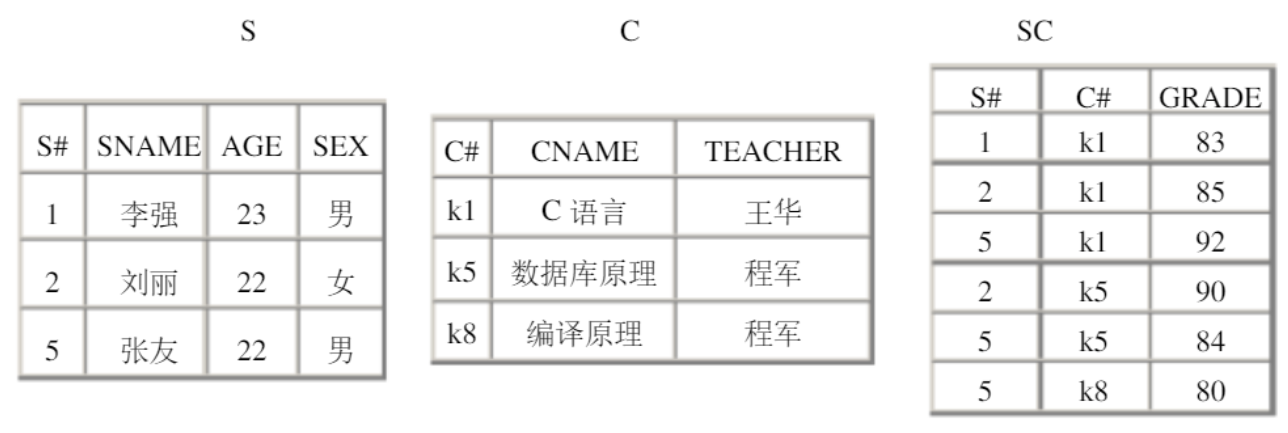 S
S# SNAME AGE SEX
1 李强 23 男
2 刘丽 22 女
5 张友 22 男
C
C# CNAME TEACHER
k1 C 语言 王华
k5 数据库原理 程军
k8 编译原理 程军
SC
S# C# GRADE
1 k1 83
2 k1 85
5 k1 92
2 k5 90
5 k5 84
5 k8 80